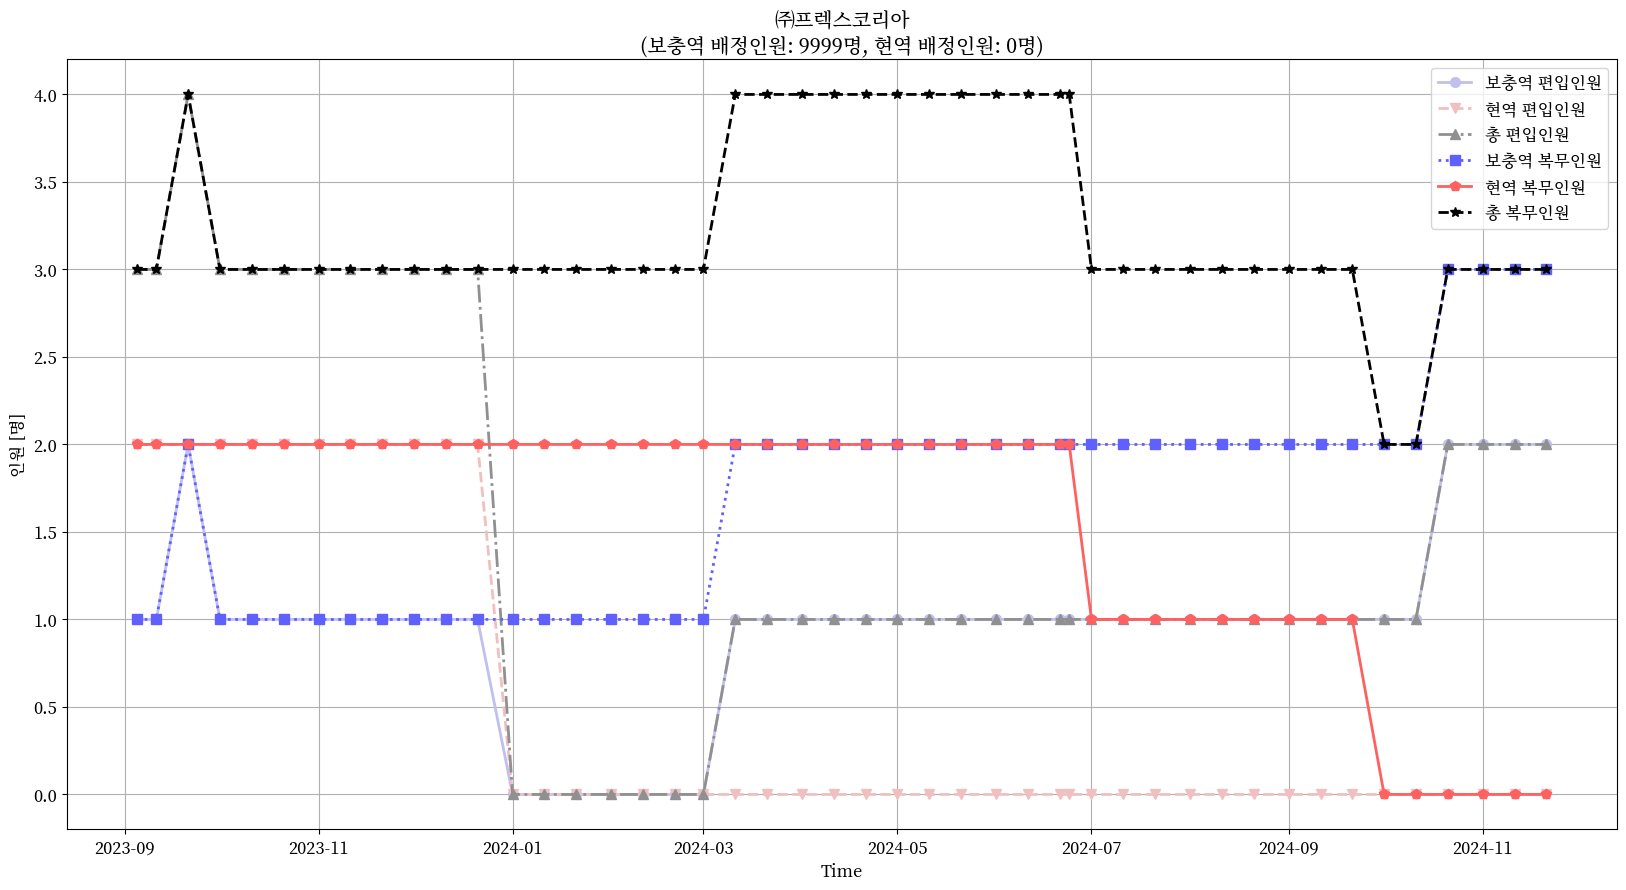 ㈜프렉스코리아
(보충역 배정인원: 9999명, 현역 배정인원: 0명)
보충역 편입인원
현역 편입인원
총 편입인원
보충역 복무인원
현역 복무인원
총 복무인원
인원 [명]
4.0
3.5
3.0
2.5
2.0
1.5
1.0
0.5
0.0
2023-09
2023-11
2024-01
2024-03
2024-05
2024-07
2024-09
2024-11
Time